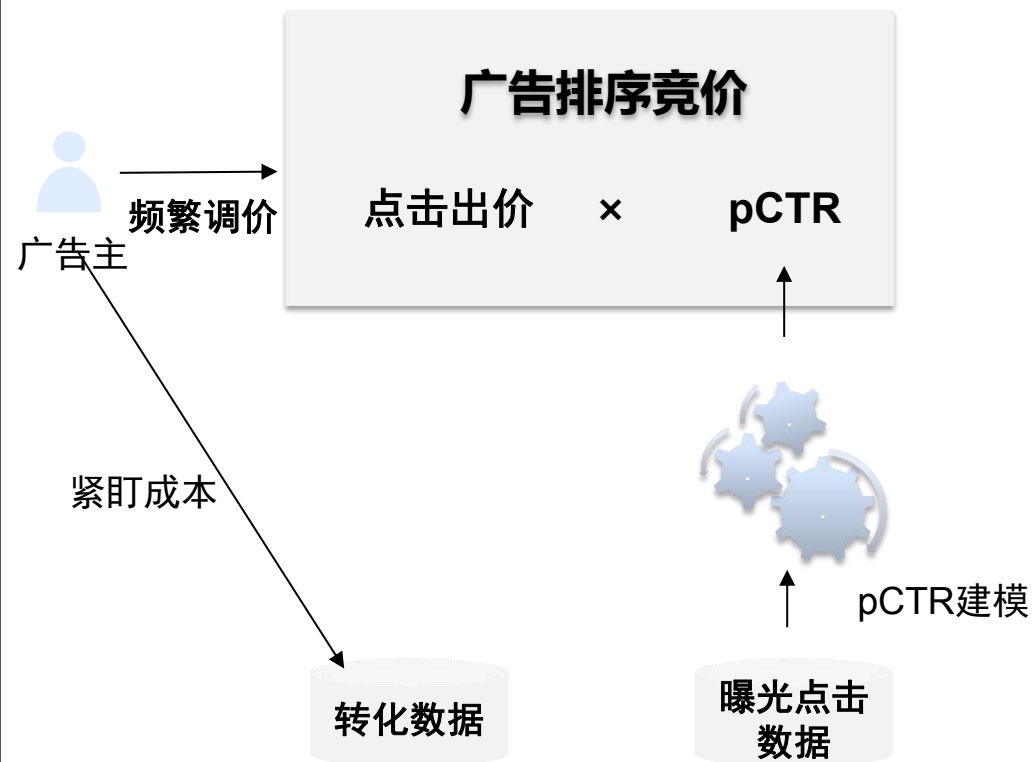 广告排序竞价
点击出价 × pCTR
频繁调价
广告主
紧盯成本
pCTR建模
转化数据
曝光点击
数据